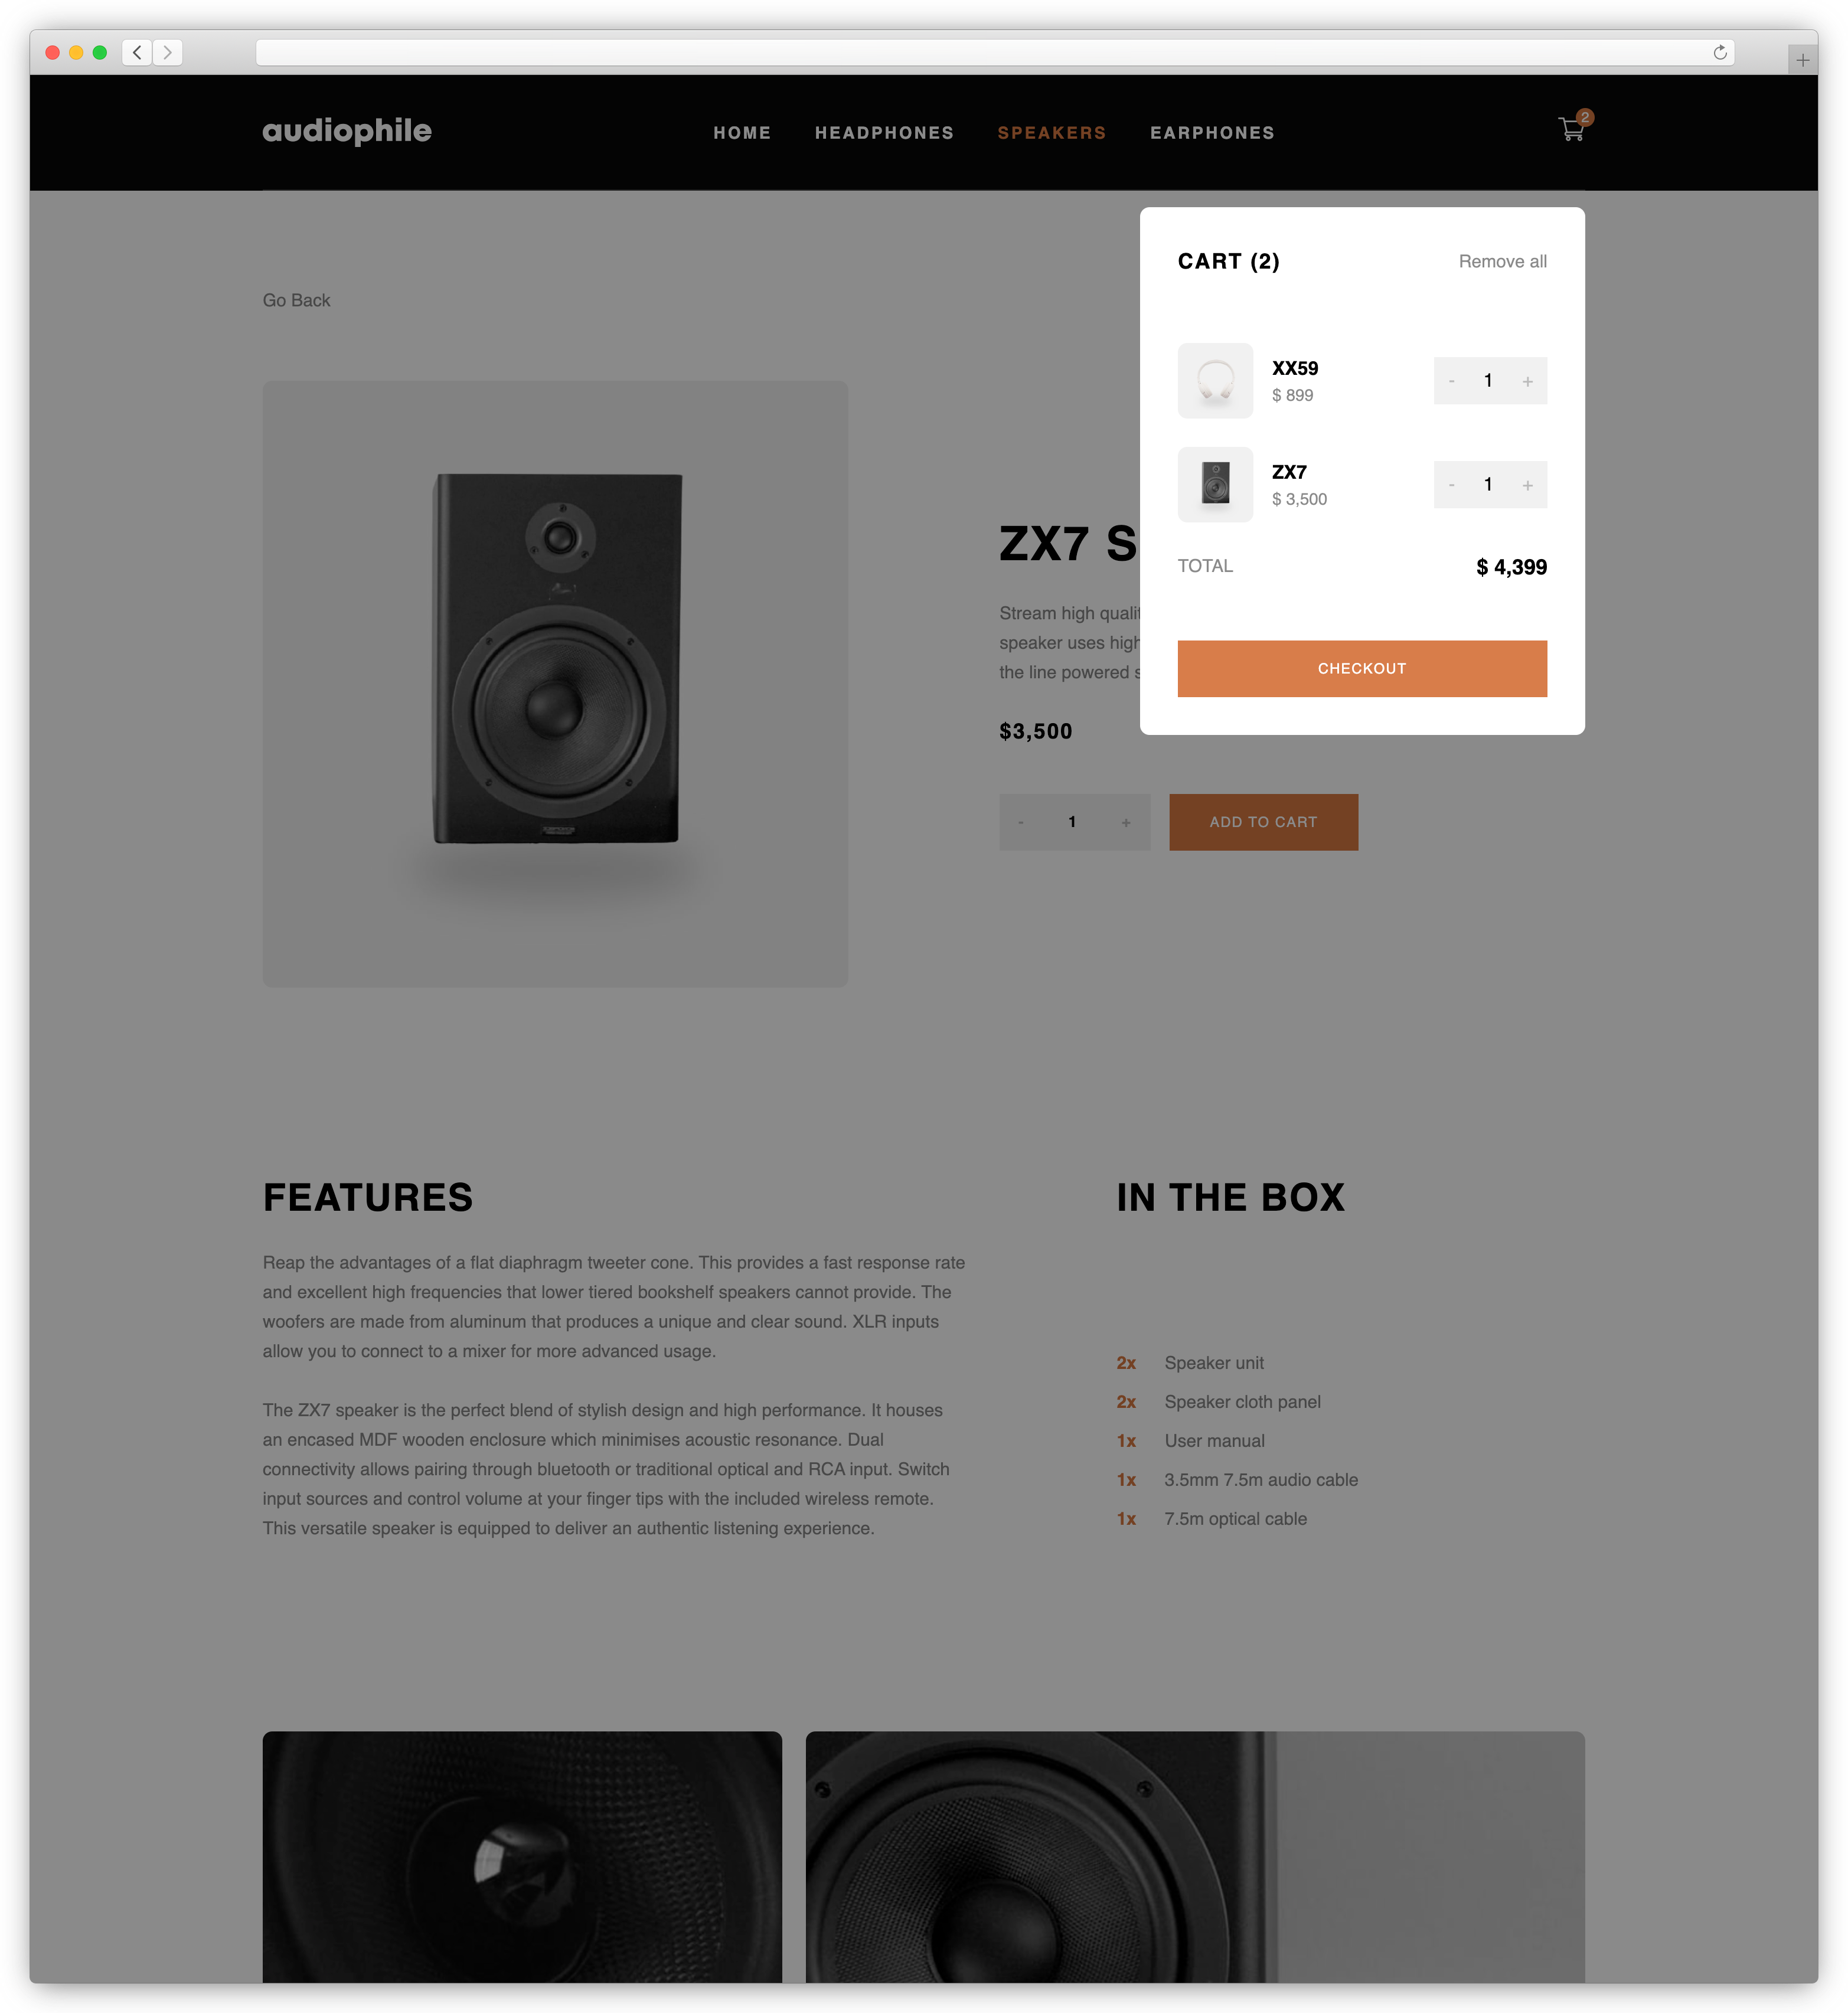 audiophile
HOME HEADPHONES SPEAKERS EARPHONES
2
CART (2) Remove all
XX59
$ 899
- 1 +
ZX7
$ 3,500
- 1 +
TOTAL $ 4,399
CHECKOUT
Go Back
ZX7 S
Stream high qualit
speaker uses high
the line powered s
$3,500
- 1 + ADD TO CART
FEATURES
Reap the advantages of a flat diaphragm tweeter cone. This provides a fast response rate
and excellent high frequencies that lower tiered bookshelf speakers cannot provide. The
woofers are made from aluminum that produces a unique and clear sound. XLR inputs
allow you to connect to a mixer for more advanced usage.
The ZX7 speaker is the perfect blend of stylish design and high performance. It houses
an encased MDF wooden enclosure which minimises acoustic resonance. Dual
connectivity allows pairing through bluetooth or traditional optical and RCA input. Switch
input sources and control volume at your finger tips with the included wireless remote.
This versatile speaker is equipped to deliver an authentic listening experience.
IN THE BOX
2x Speaker unit
2x Speaker cloth panel
1x User manual
1x 3.5mm 7.5m audio cable
1x 7.5m optical cable